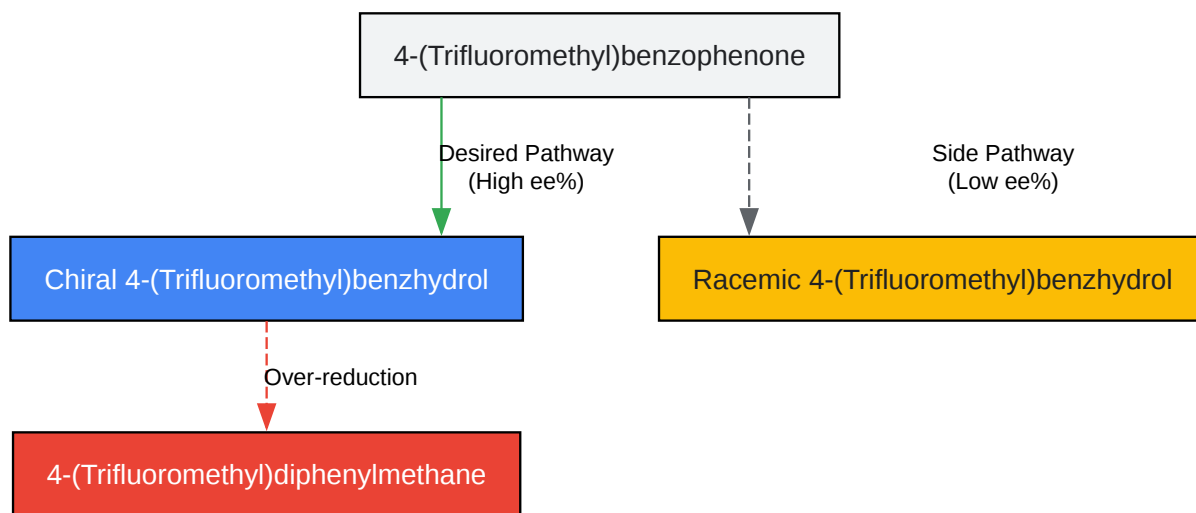 4-(Trifluoromethyl)benzophenone
Desired Pathway
(High ee%)
Side Pathway
(Low ee%)
Chiral 4-(Trifluoromethyl)benzhydrol
Racemic 4-(Trifluoromethyl)benzhydrol
Over-reduction
4-(Trifluoromethyl)diphenylmethane